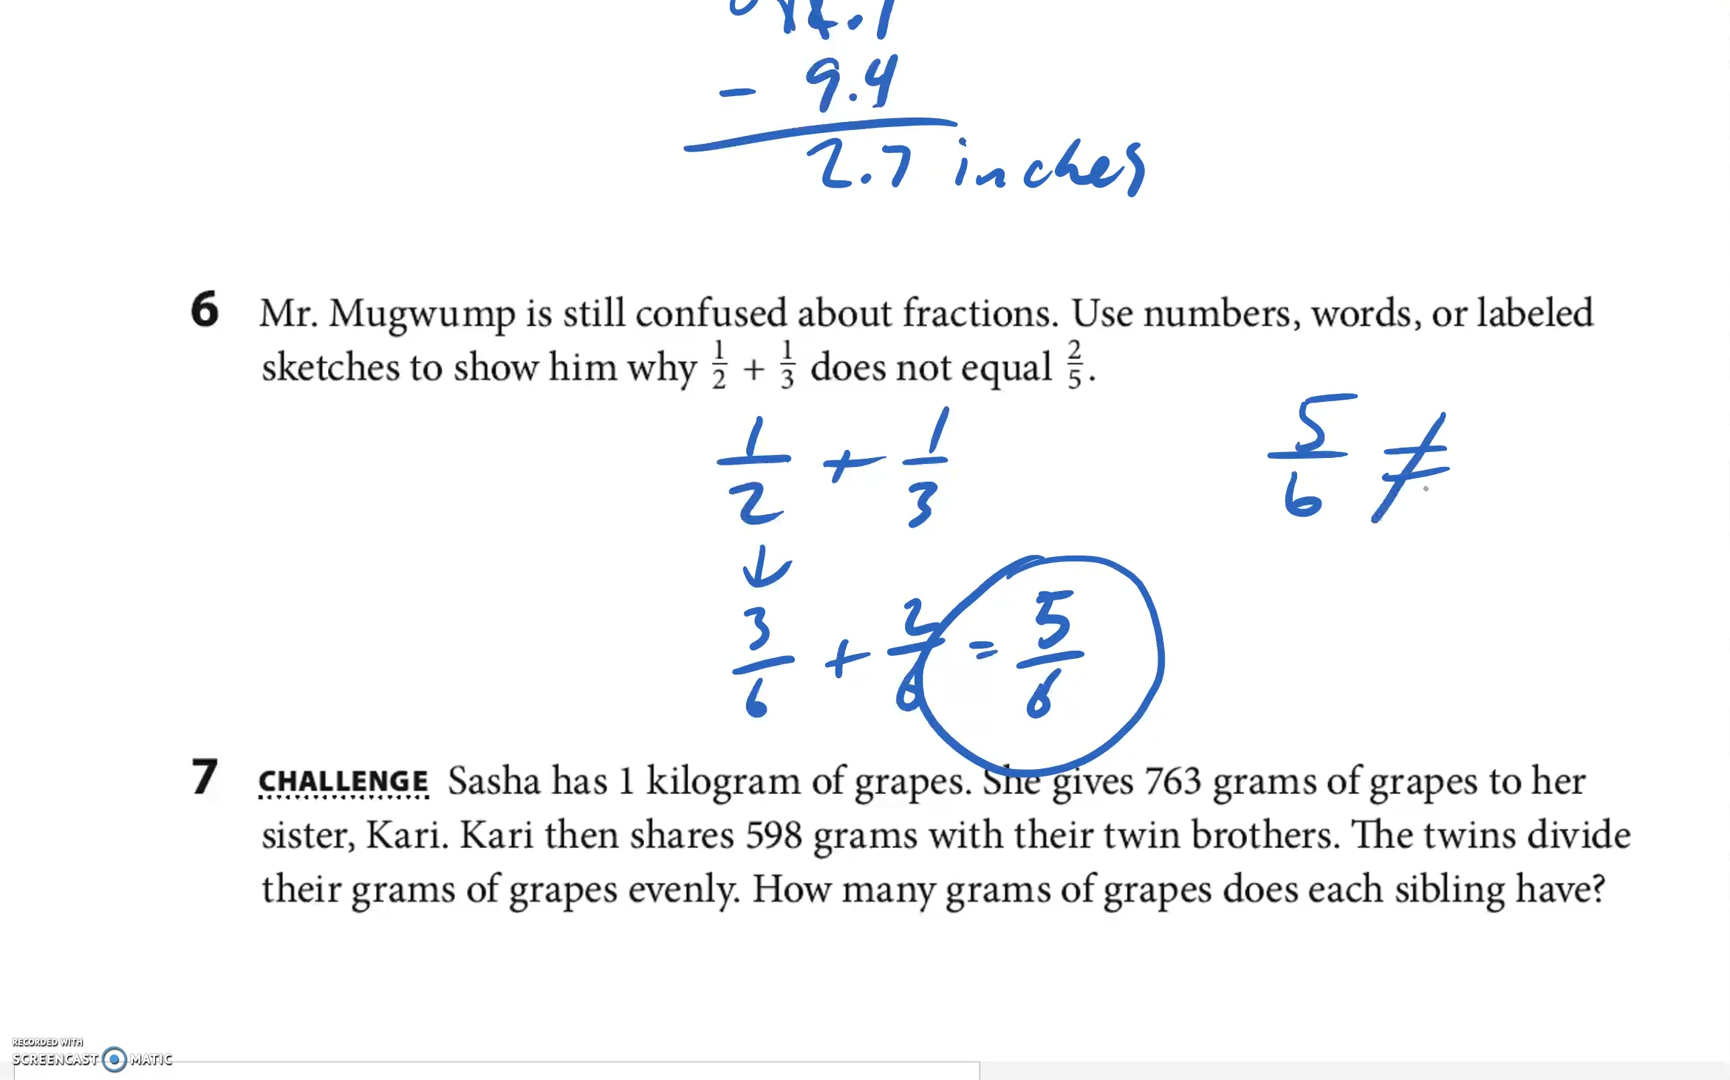 - 9.4
2.7 inches
6 Mr. Mugwump is still confused about fractions. Use numbers, words, or labeled
sketches to show him why 1/2 + 1/3 does not equal 2/5.
1/2 + 1/3
5/6 ≠
↓
3/6 + 2/6 = 5/6
7 CHALLENGE Sasha has 1 kilogram of grapes. She gives 763 grams of grapes to her
sister, Kari. Kari then shares 598 grams with their twin brothers. The twins divide
their grams of grapes evenly. How many grams of grapes does each sibling have?
RECORDED WITH
SCREENCAST MATIC